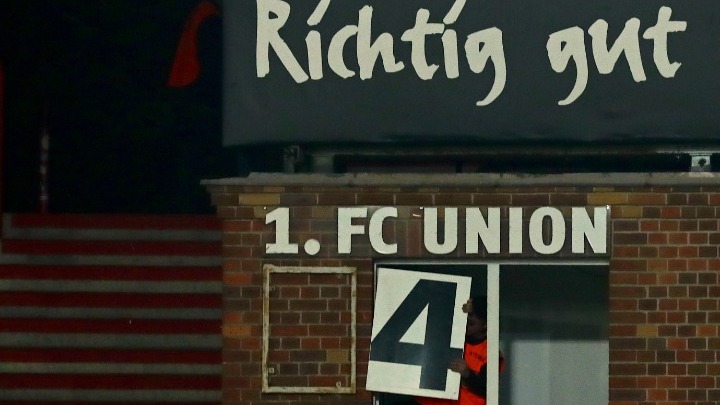 Richtig gut
1. FC UNION
4